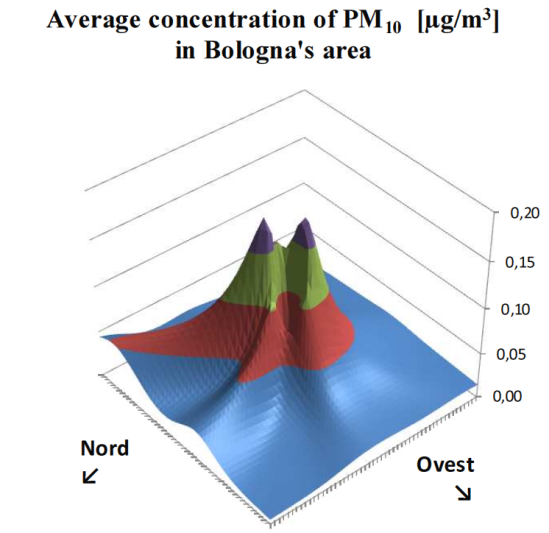 Average concentration of PM₁₀ [µg/m³]
in Bologna's area
0,20
0,15
0,10
0,05
0,00
Nord
↙
Ovest
↘